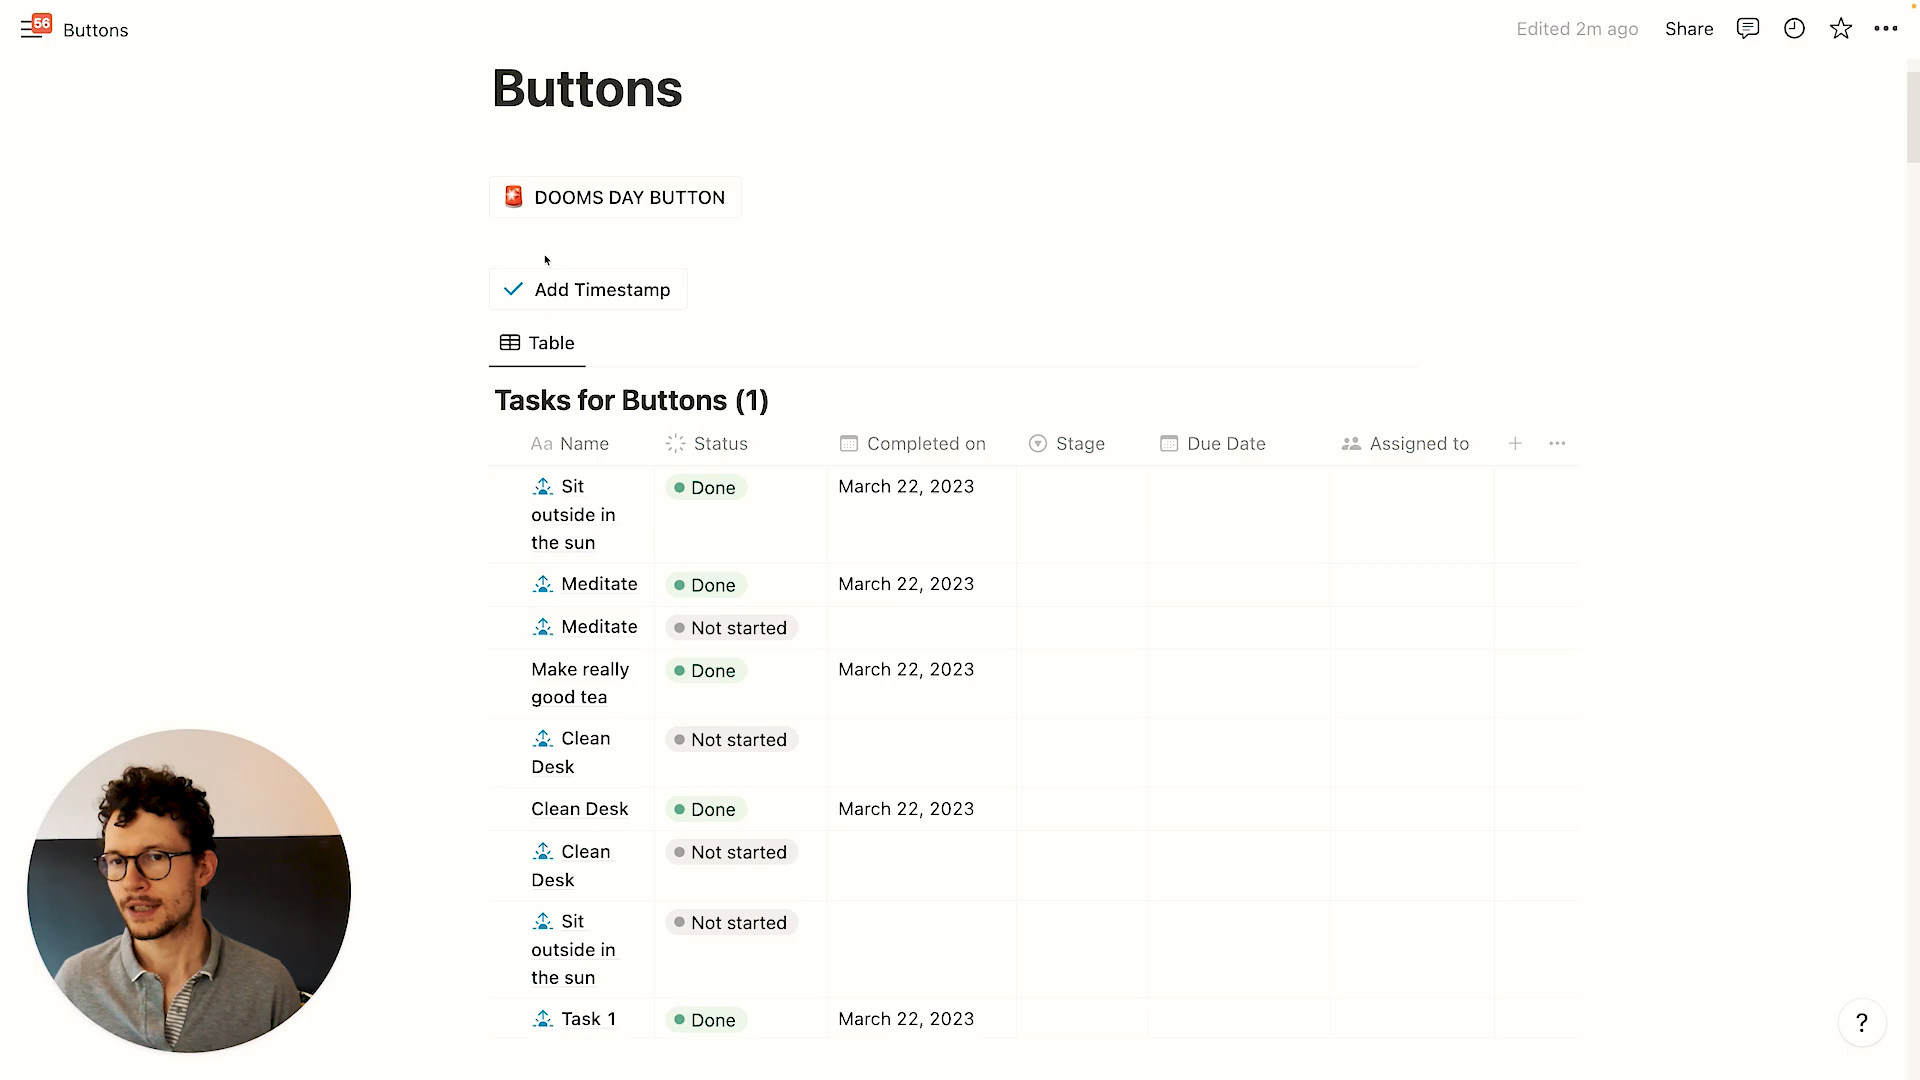 56
Buttons
Edited 2m ago
Share
Buttons
DOOMS DAY BUTTON
Add Timestamp
Table
Tasks for Buttons (1)
Aa Name
Status
Completed on
Stage
Due Date
Assigned to
Sit
outside in
the sun
Done
March 22, 2023
Meditate
Done
March 22, 2023
Meditate
Not started
Make really
good tea
Done
March 22, 2023
Clean
Desk
Not started
Clean Desk
Done
March 22, 2023
Clean
Desk
Not started
Sit
outside in
the sun
Not started
Task 1
Done
March 22, 2023
?